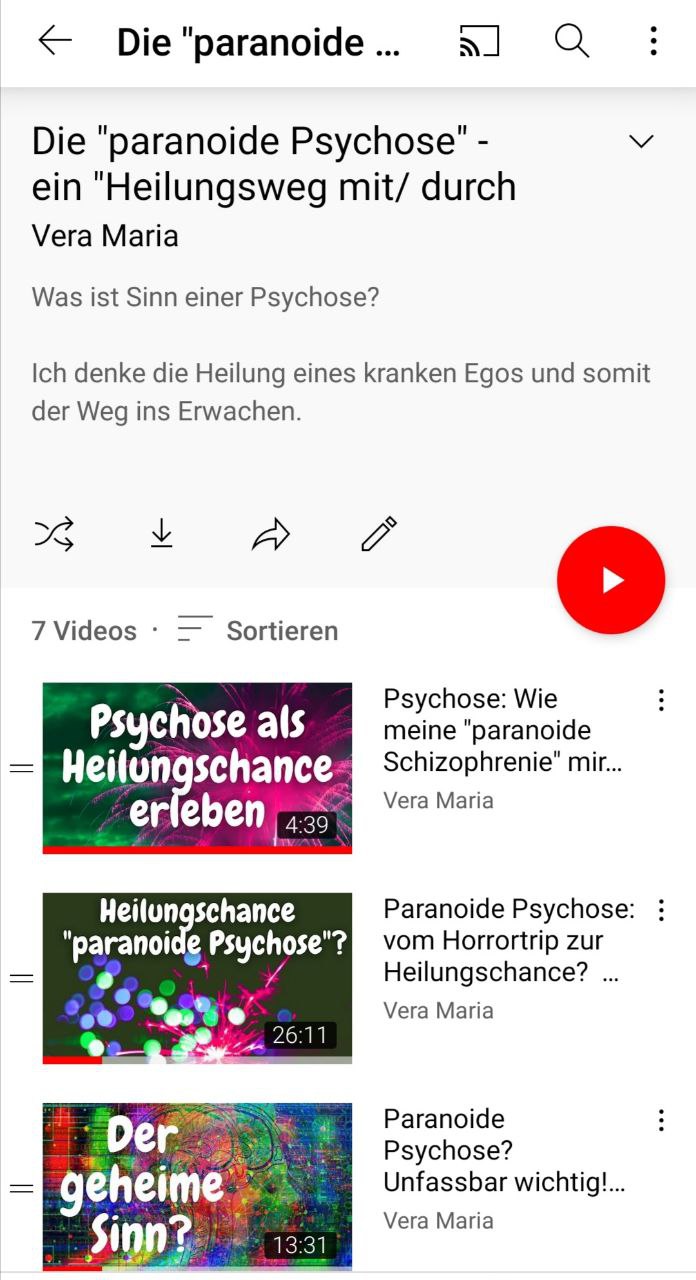 Die "paranoide ...
Die "paranoide Psychose" -
ein "Heilungsweg mit/ durch
Vera Maria
Was ist Sinn einer Psychose?
Ich denke die Heilung eines kranken Egos und somit
der Weg ins Erwachen.
7 Videos · Sortieren
Psychose als
Heilungschance
erleben
4:39
Psychose: Wie
meine "paranoide
Schizophrenie" mir...
Vera Maria
Heilungschance
"paranoide Psychose"?
26:11
Paranoide Psychose:
vom Horrortrip zur
Heilungschance? ...
Vera Maria
Der
geheime
Sinn?
13:31
Paranoide
Psychose?
Unfassbar wichtig!...
Vera Maria